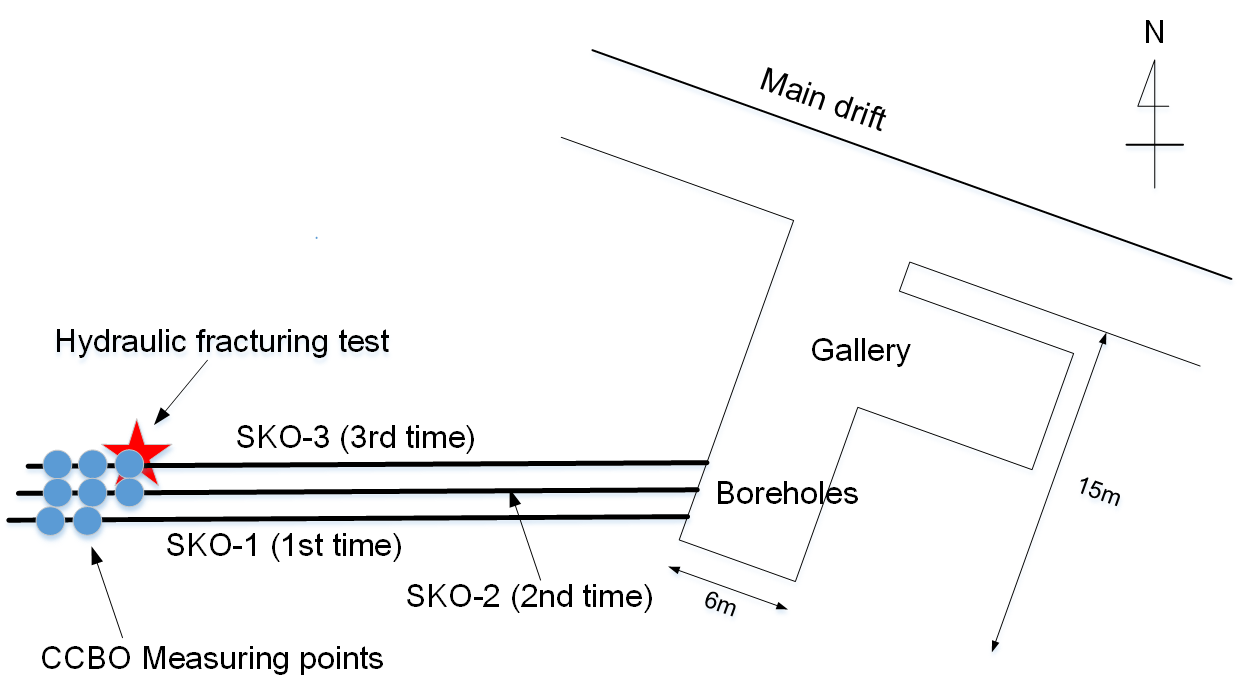 N
Main drift
Hydraulic fracturing test
Gallery
SKO-3 (3rd time)
Boreholes
15m
SKO-1 (1st time)
SKO-2 (2nd time)
6m
CCBO Measuring points